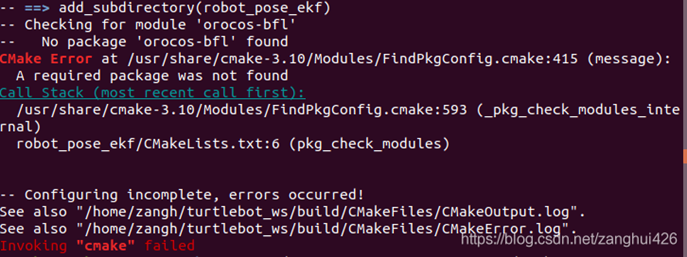 -- ==> add_subdirectory(robot_pose_ekf)
-- Checking for module 'orocos-bfl'
--   No package 'orocos-bfl' found
CMake Error at /usr/share/cmake-3.10/Modules/FindPkgConfig.cmake:415 (message):
  A required package was not found
Call Stack (most recent call first):
  /usr/share/cmake-3.10/Modules/FindPkgConfig.cmake:593 (_pkg_check_modules_inte
rnal)
  robot_pose_ekf/CMakeLists.txt:6 (pkg_check_modules)
-- Configuring incomplete, errors occurred!
See also "/home/zangh/turtlebot_ws/build/CMakeFiles/CMakeOutput.log".
See also "/home/zangh/turtlebot_ws/build/CMakeFiles/CMakeError.log".
Invoking "cmake" failed
https://blog.csdn.net/zanghui426